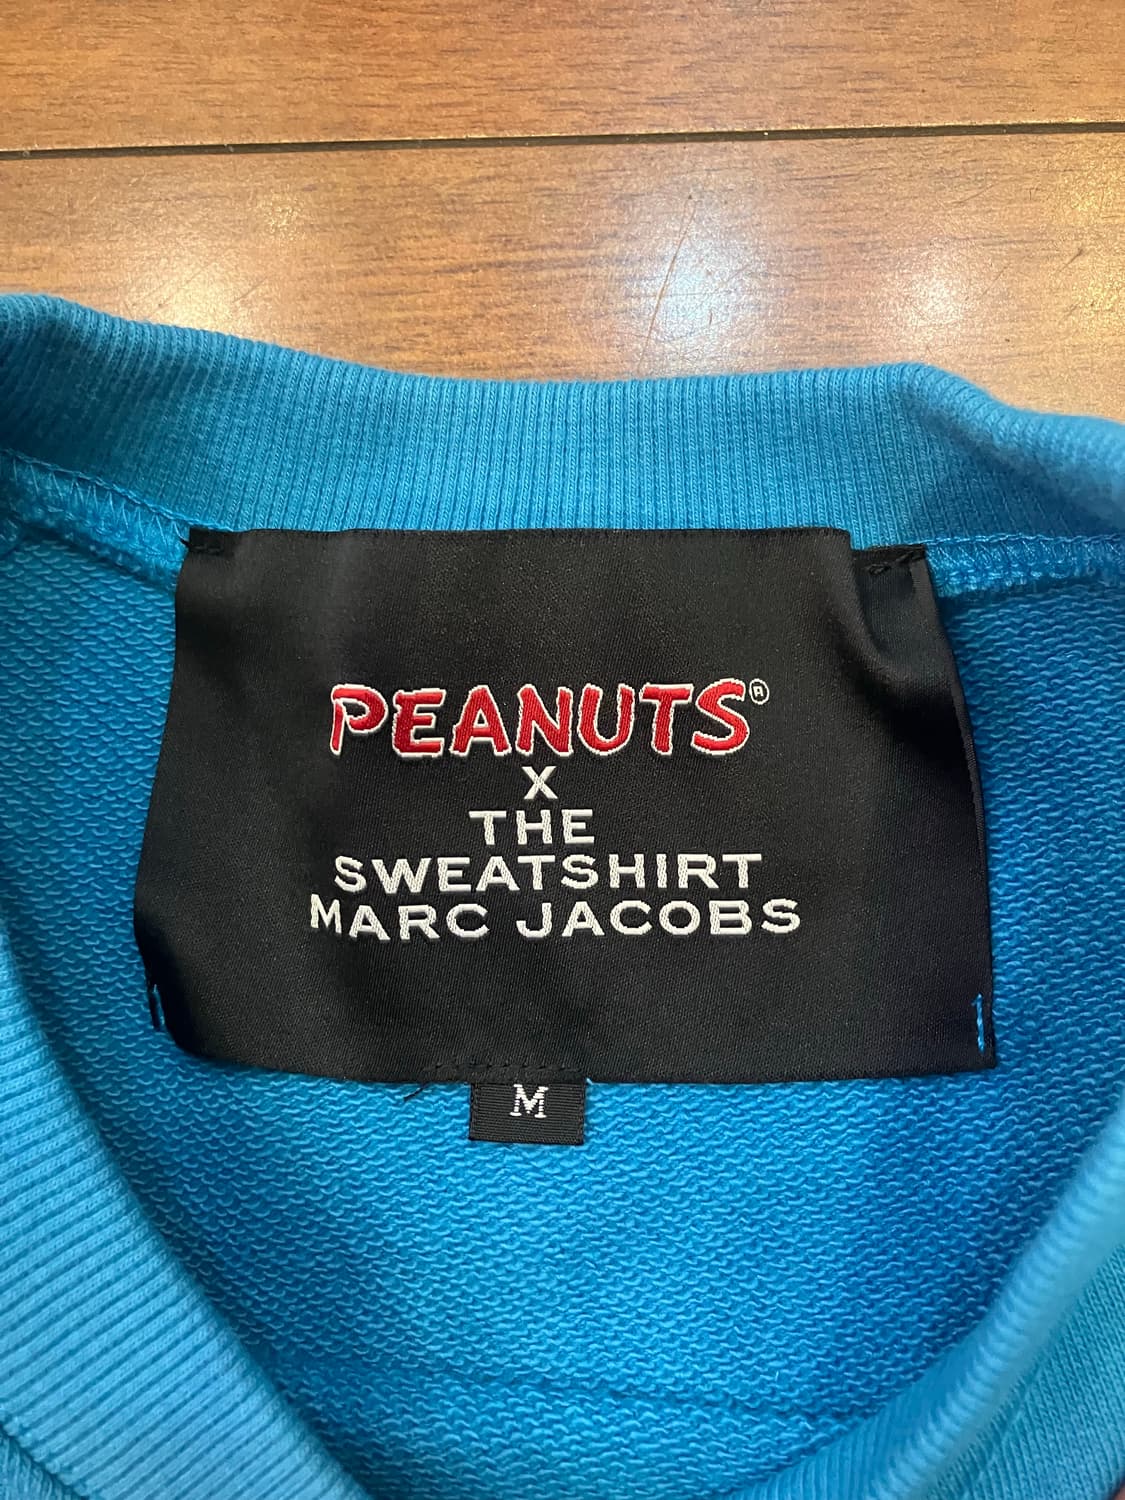 PEANUTS®
X
THE
SWEATSHIRT
MARC JACOBS
M